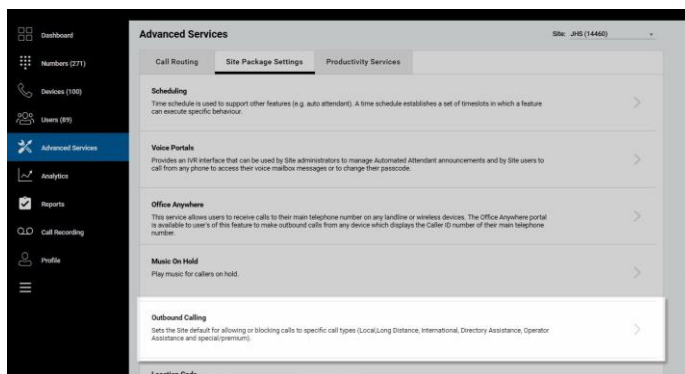 Dashboard
Numbers (271)
Devices (100)
Users (89)
Advanced Services
Analytics
Reports
Call Recording
Profile
Advanced Services
Site: JHS (14460)
Call Routing
Site Package Settings
Productivity Services
Scheduling
Time schedule is used to support other features (e.g. auto attendant). A time schedule establishes a set of timeslots in which a feature
can execute specific behaviour.
Voice Portals
Provides an IVR interface that can be used by Site administrators to manage Automated Attendant announcements and by Site users to
call from any phone to access their voice mailbox messages or to change their passcode.
Office Anywhere
This service allows users to receive calls to their main telephone number on any landline or wireless devices. The Office Anywhere portal
is available to user's of this feature to make outbound calls from any device which displays the Caller ID number of their main telephone
number.
Music On Hold
Play music for callers on hold.
Outbound Calling
Sets the Site default for allowing or blocking calls to specific call types (Local,Long Distance, International, Directory Assistance, Operator
Assistance and special/premium).
Location Code